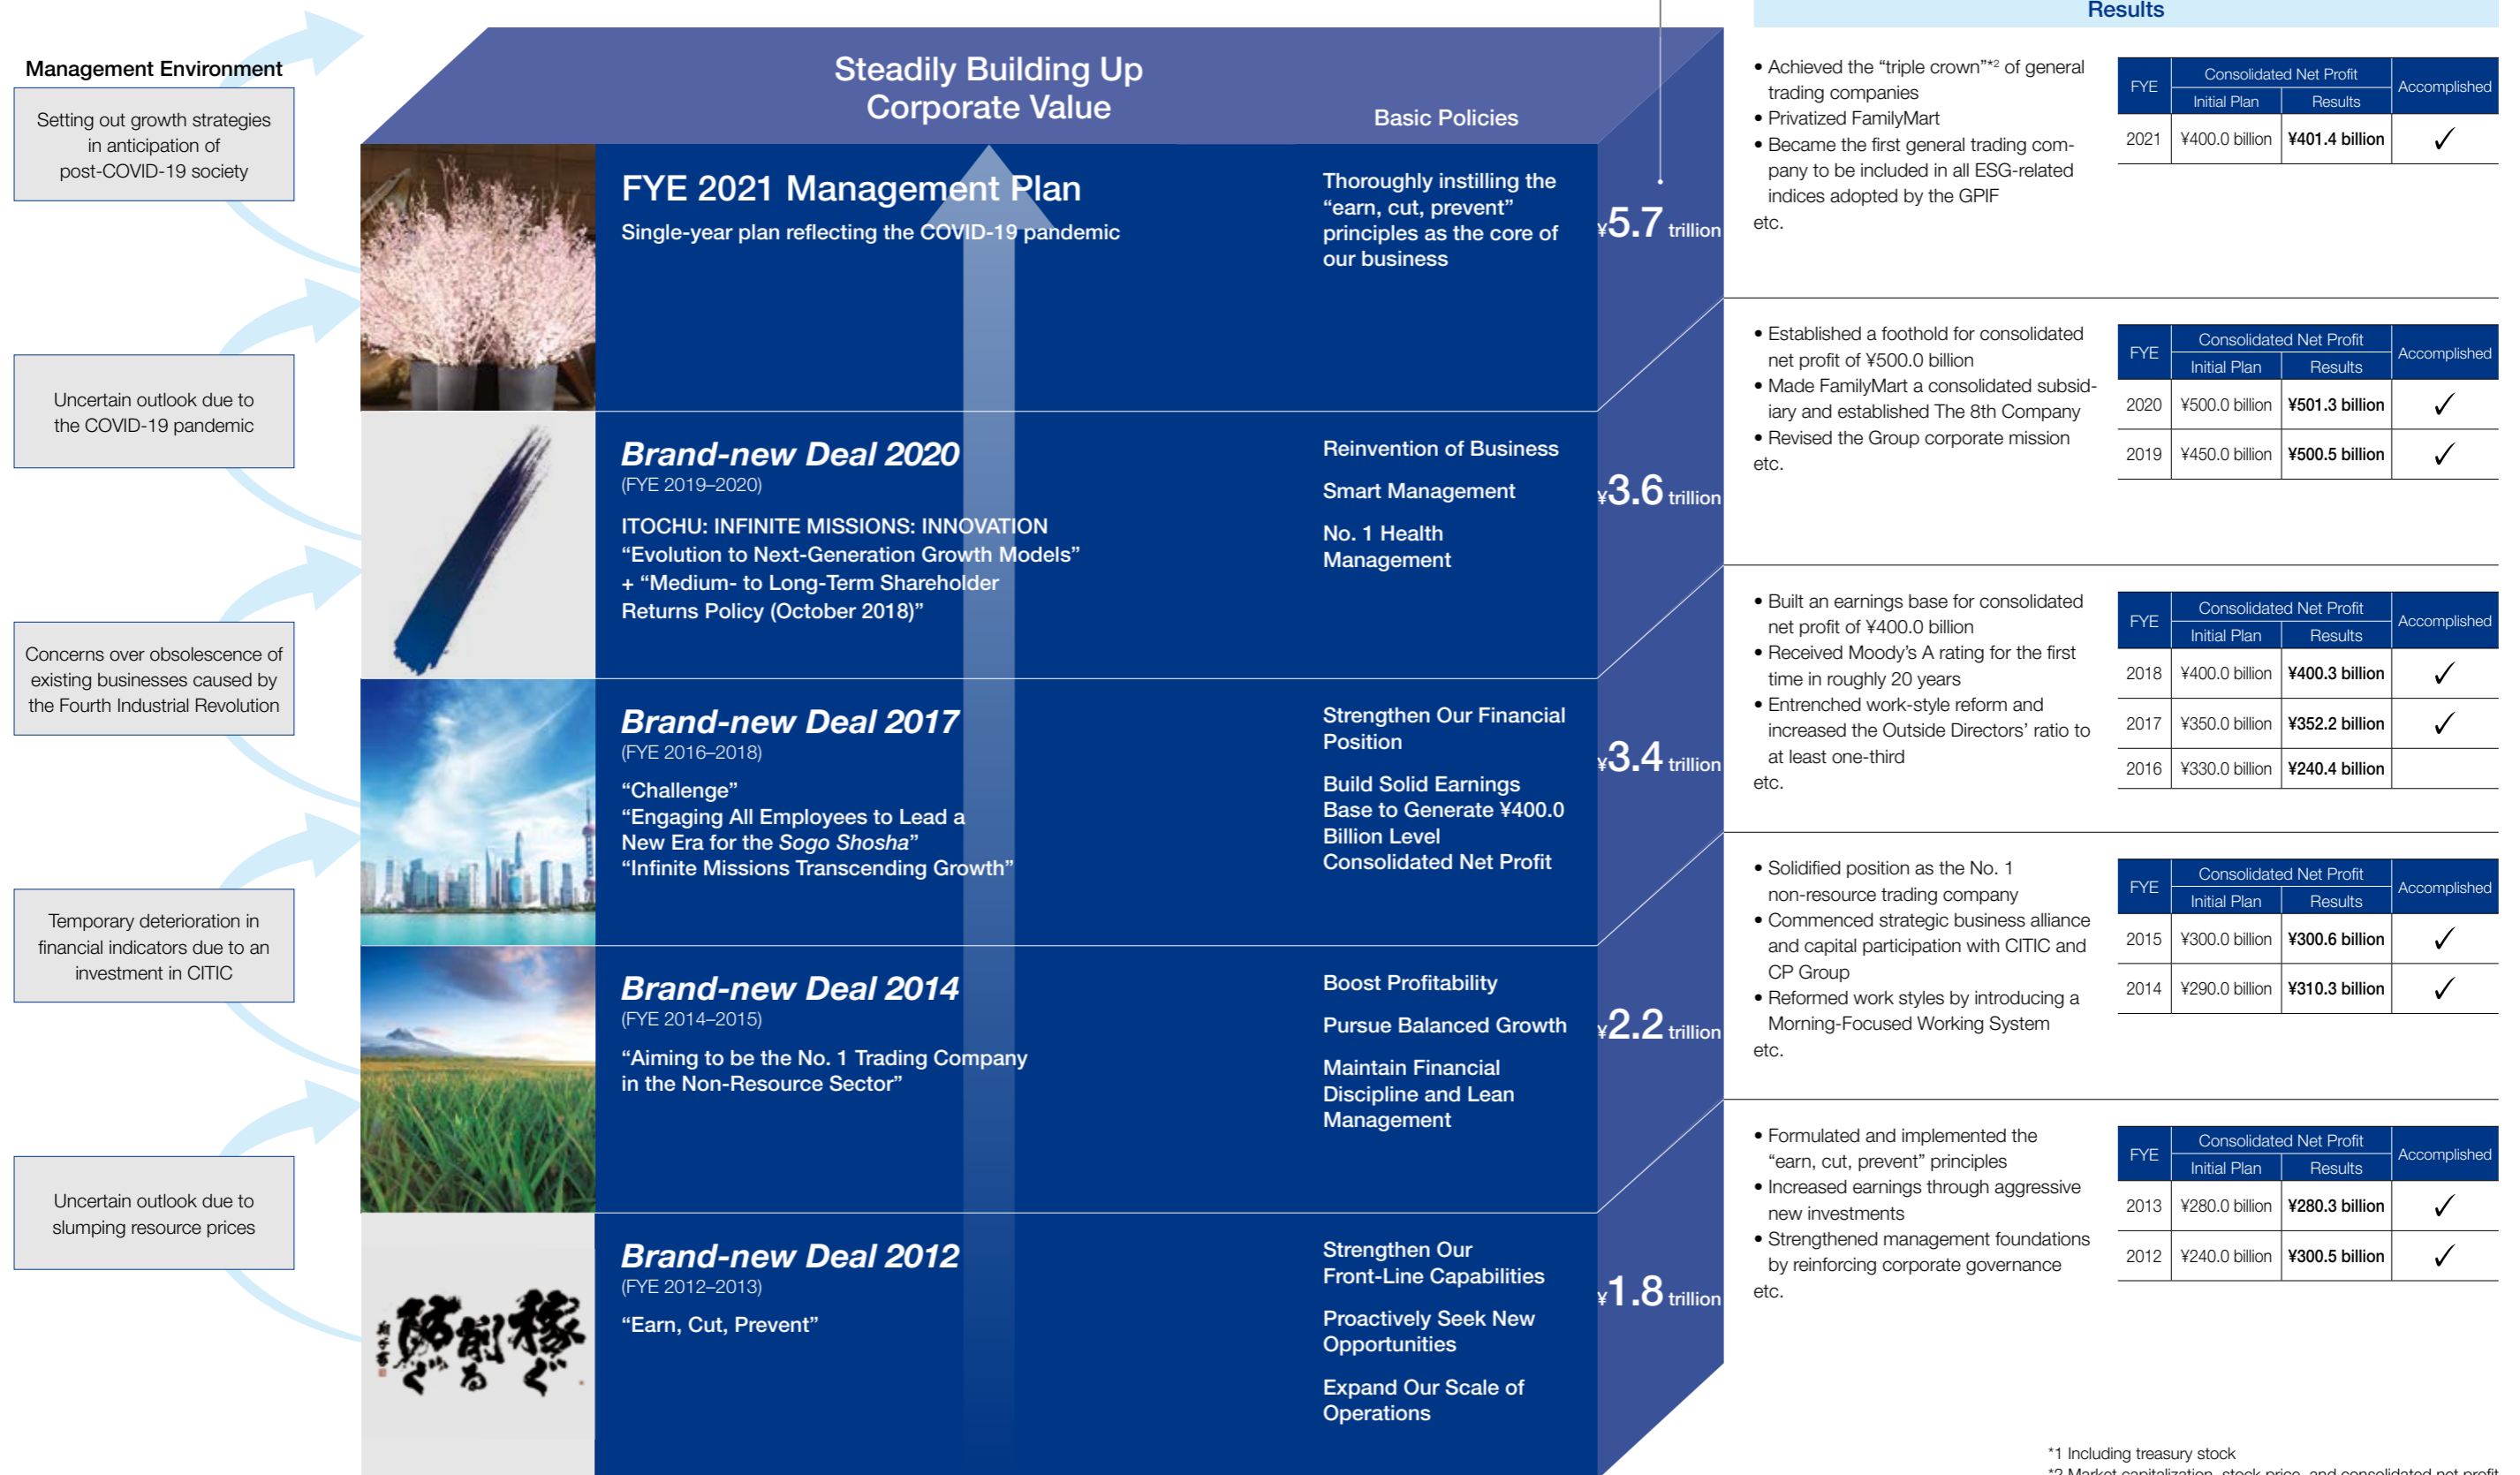 Results
Management Environment
Setting out growth strategies
in anticipation of
post-COVID-19 society
Uncertain outlook due to
the COVID-19 pandemic
Concerns over obsolescence of
existing businesses caused by
the Fourth Industrial Revolution
Temporary deterioration in
financial indicators due to an
investment in CITIC
Uncertain outlook due to
slumping resource prices
Steadily Building Up
Corporate Value
Basic Policies
FYE 2021 Management Plan
Single-year plan reflecting the COVID-19 pandemic
Thoroughly instilling the
“earn, cut, prevent”
principles as the core of
our business
¥5.7 trillion
• Achieved the “triple crown”*2 of general
trading companies
• Privatized FamilyMart
• Became the first general trading com-
pany to be included in all ESG-related
indices adopted by the GPIF
etc.
FYE Consolidated Net Profit Accomplished
Initial Plan Results
2021 ¥400.0 billion ¥401.4 billion ✓
Brand-new Deal 2020
(FYE 2019–2020)
ITOCHU: INFINITE MISSIONS: INNOVATION
“Evolution to Next-Generation Growth Models”
+ “Medium- to Long-Term Shareholder
Returns Policy (October 2018)”
Reinvention of Business
Smart Management
No. 1 Health
Management
¥3.6 trillion
• Established a foothold for consolidated
net profit of ¥500.0 billion
• Made FamilyMart a consolidated subsid-
iary and established The 8th Company
• Revised the Group corporate mission
etc.
FYE Consolidated Net Profit Accomplished
Initial Plan Results
2020 ¥500.0 billion ¥501.3 billion ✓
2019 ¥450.0 billion ¥500.5 billion ✓
Brand-new Deal 2017
(FYE 2016–2018)
“Challenge”
“Engaging All Employees to Lead a
New Era for the Sogo Shosha”
“Infinite Missions Transcending Growth”
Strengthen Our Financial
Position
Build Solid Earnings
Base to Generate ¥400.0
Billion Level
Consolidated Net Profit
¥3.4 trillion
• Built an earnings base for consolidated
net profit of ¥400.0 billion
• Received Moody’s A rating for the first
time in roughly 20 years
• Entrenched work-style reform and
increased the Outside Directors’ ratio to
at least one-third
etc.
FYE Consolidated Net Profit Accomplished
Initial Plan Results
2018 ¥400.0 billion ¥400.3 billion ✓
2017 ¥350.0 billion ¥352.2 billion ✓
2016 ¥330.0 billion ¥240.4 billion
Brand-new Deal 2014
(FYE 2014–2015)
“Aiming to be the No. 1 Trading Company
in the Non-Resource Sector”
Boost Profitability
Pursue Balanced Growth
Maintain Financial
Discipline and Lean
Management
¥2.2 trillion
• Solidified position as the No. 1
non-resource trading company
• Commenced strategic business alliance
and capital participation with CITIC and
CP Group
• Reformed work styles by introducing a
Morning-Focused Working System
etc.
FYE Consolidated Net Profit Accomplished
Initial Plan Results
2015 ¥300.0 billion ¥300.6 billion ✓
2014 ¥290.0 billion ¥310.3 billion ✓
稼ぐ
削る
防ぐ
Brand-new Deal 2012
(FYE 2012–2013)
“Earn, Cut, Prevent”
Strengthen Our
Front-Line Capabilities
Proactively Seek New
Opportunities
Expand Our Scale of
Operations
¥1.8 trillion
• Formulated and implemented the
“earn, cut, prevent” principles
• Increased earnings through aggressive
new investments
• Strengthened management foundations
by reinforcing corporate governance
etc.
FYE Consolidated Net Profit Accomplished
Initial Plan Results
2013 ¥280.0 billion ¥280.3 billion ✓
2012 ¥240.0 billion ¥300.5 billion ✓
*1 Including treasury stock
*2 Market capitalization, stock price, and consolidated net profit